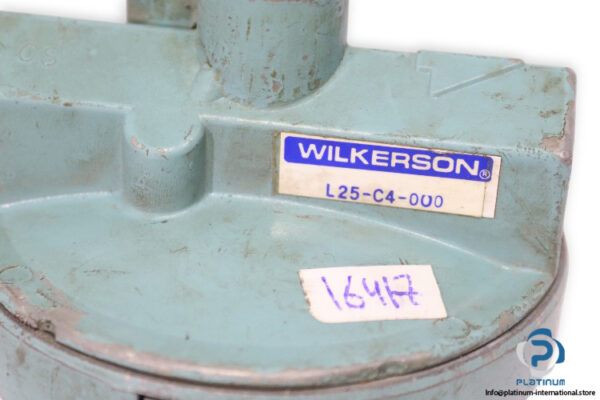 WILKERSON®
L25-C4-000
16417
PLATINUM
Info@platinum-international.store